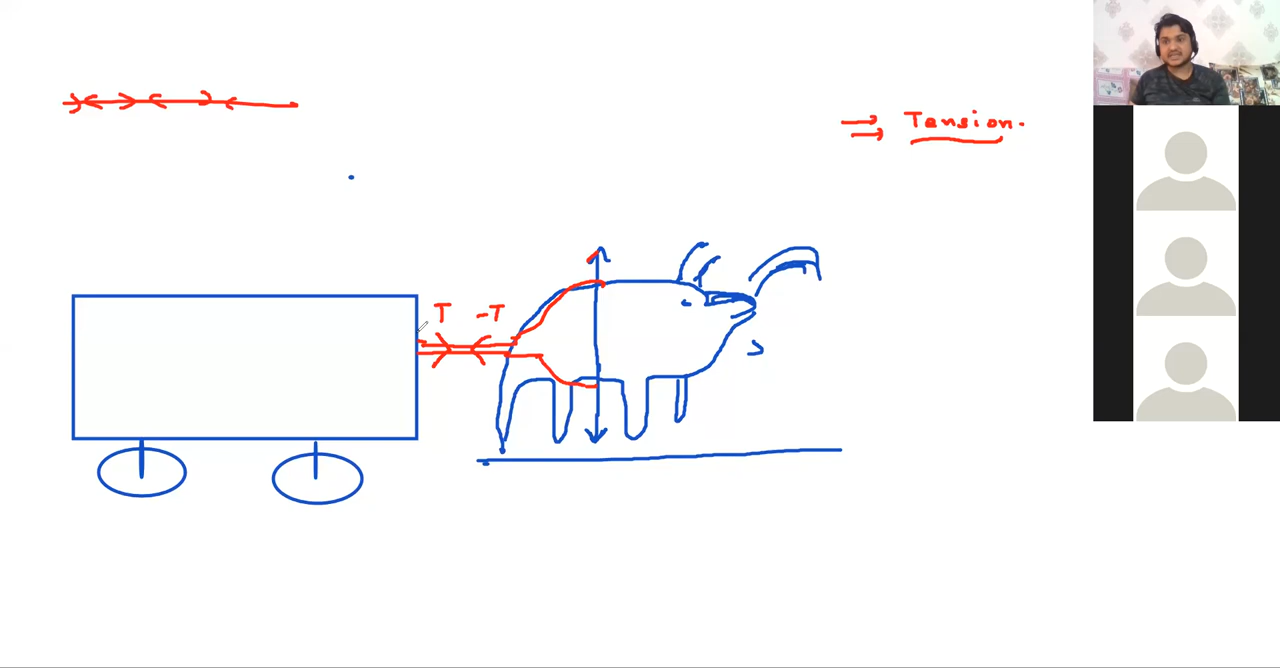 ⇒ Tension.
T -T